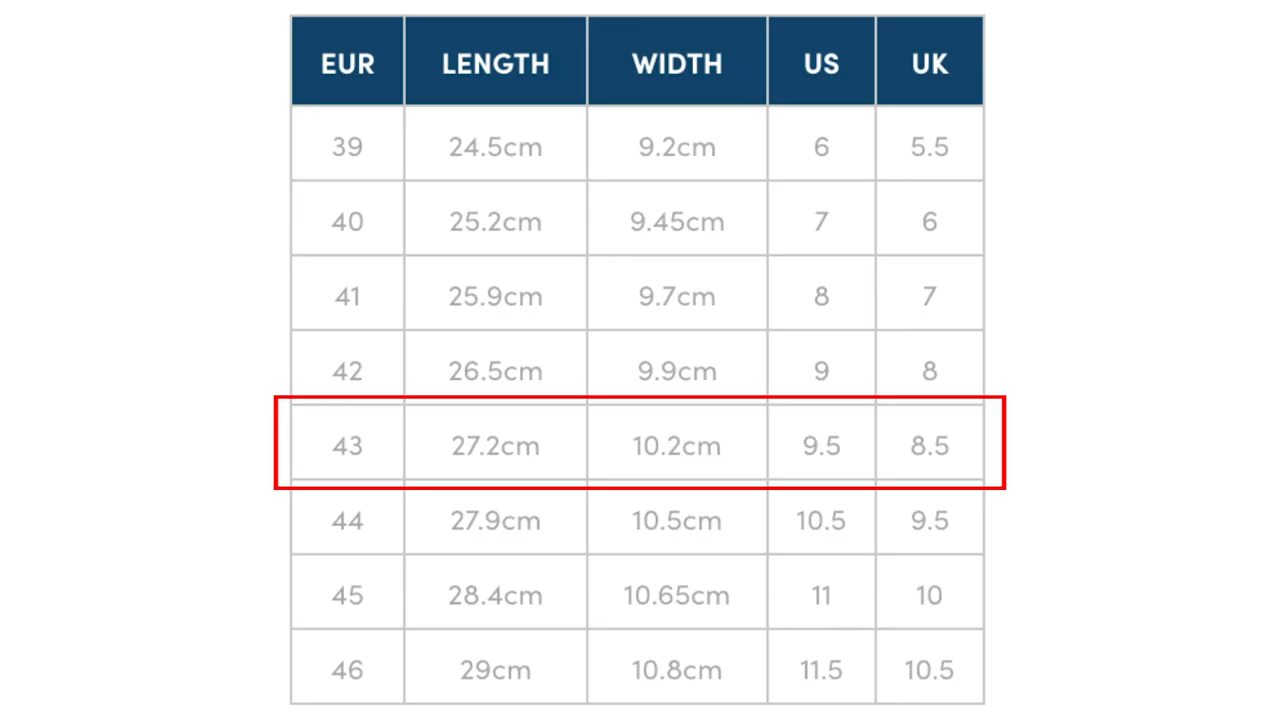 EUR LENGTH WIDTH US UK
39 24.5cm 9.2cm 6 5.5
40 25.2cm 9.45cm 7 6
41 25.9cm 9.7cm 8 7
42 26.5cm 9.9cm 9 8
43 27.2cm 10.2cm 9.5 8.5
44 27.9cm 10.5cm 10.5 9.5
45 28.4cm 10.65cm 11 10
46 29cm 10.8cm 11.5 10.5